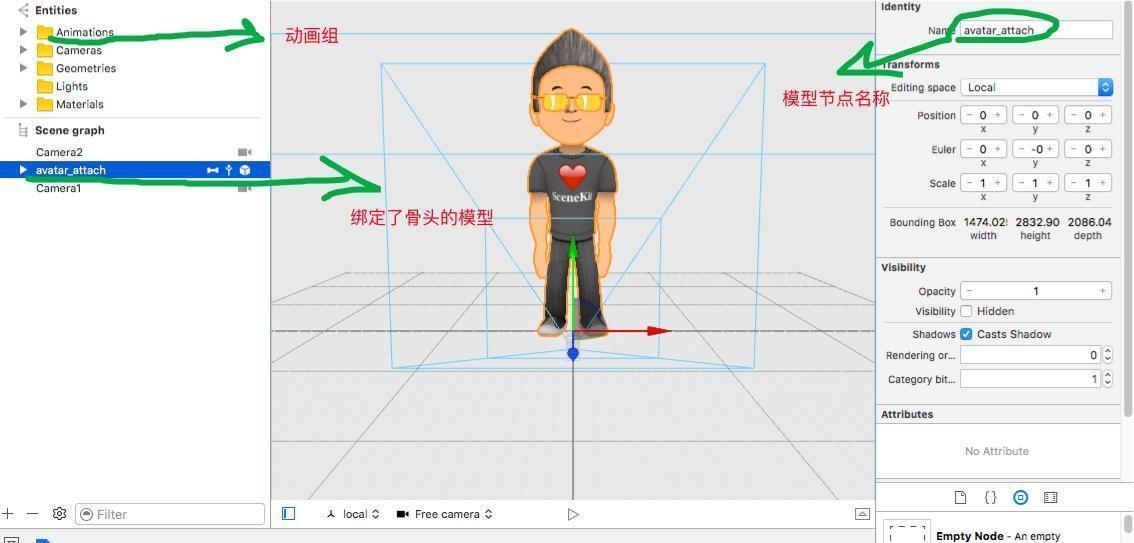 Entities
Animations
Cameras
Geometries
Lights
Materials
Scene graph
Camera2
avatar_attach
Camera1
Filter
动画组
绑定了骨头的模型
模型节点名称
SceneKit
local
Free camera
Identity
Name avatar_attach
Transforms
Editing space Local
Position − 0 + − 0 + − 0 +
x y z
Euler − 0 + − -0 + − 0 +
x y z
Scale − 1 + − 1 + − 1 +
x y z
Bounding Box 1474.02 2832.90 2086.04
width height depth
Visibility
Opacity − 1 +
Visibility Hidden
Shadows Casts Shadow
Rendering or... 0
Category bit... 1
Attributes
No Attribute
Empty Node - An empty